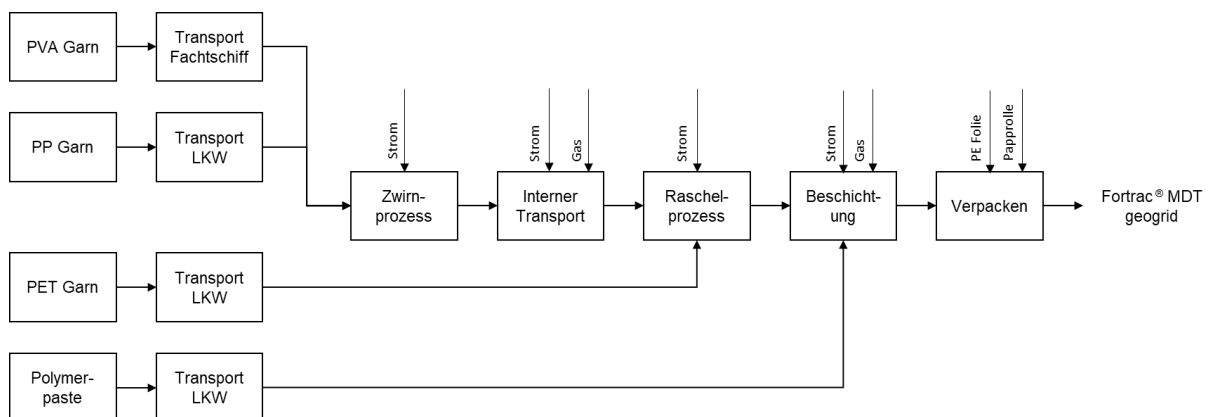 PVA Garn
Transport
Fachtschiff
PP Garn
Transport
LKW
Strom
Strom
Gas
Strom
Strom
Gas
PE Folie
Papprolle
Zwirn-
prozess
Interner
Transport
Raschel-
prozess
Beschicht-
ung
Verpacken
Fortrac® MDT
geogrid
PET Garn
Transport
LKW
Polymer-
paste
Transport
LKW